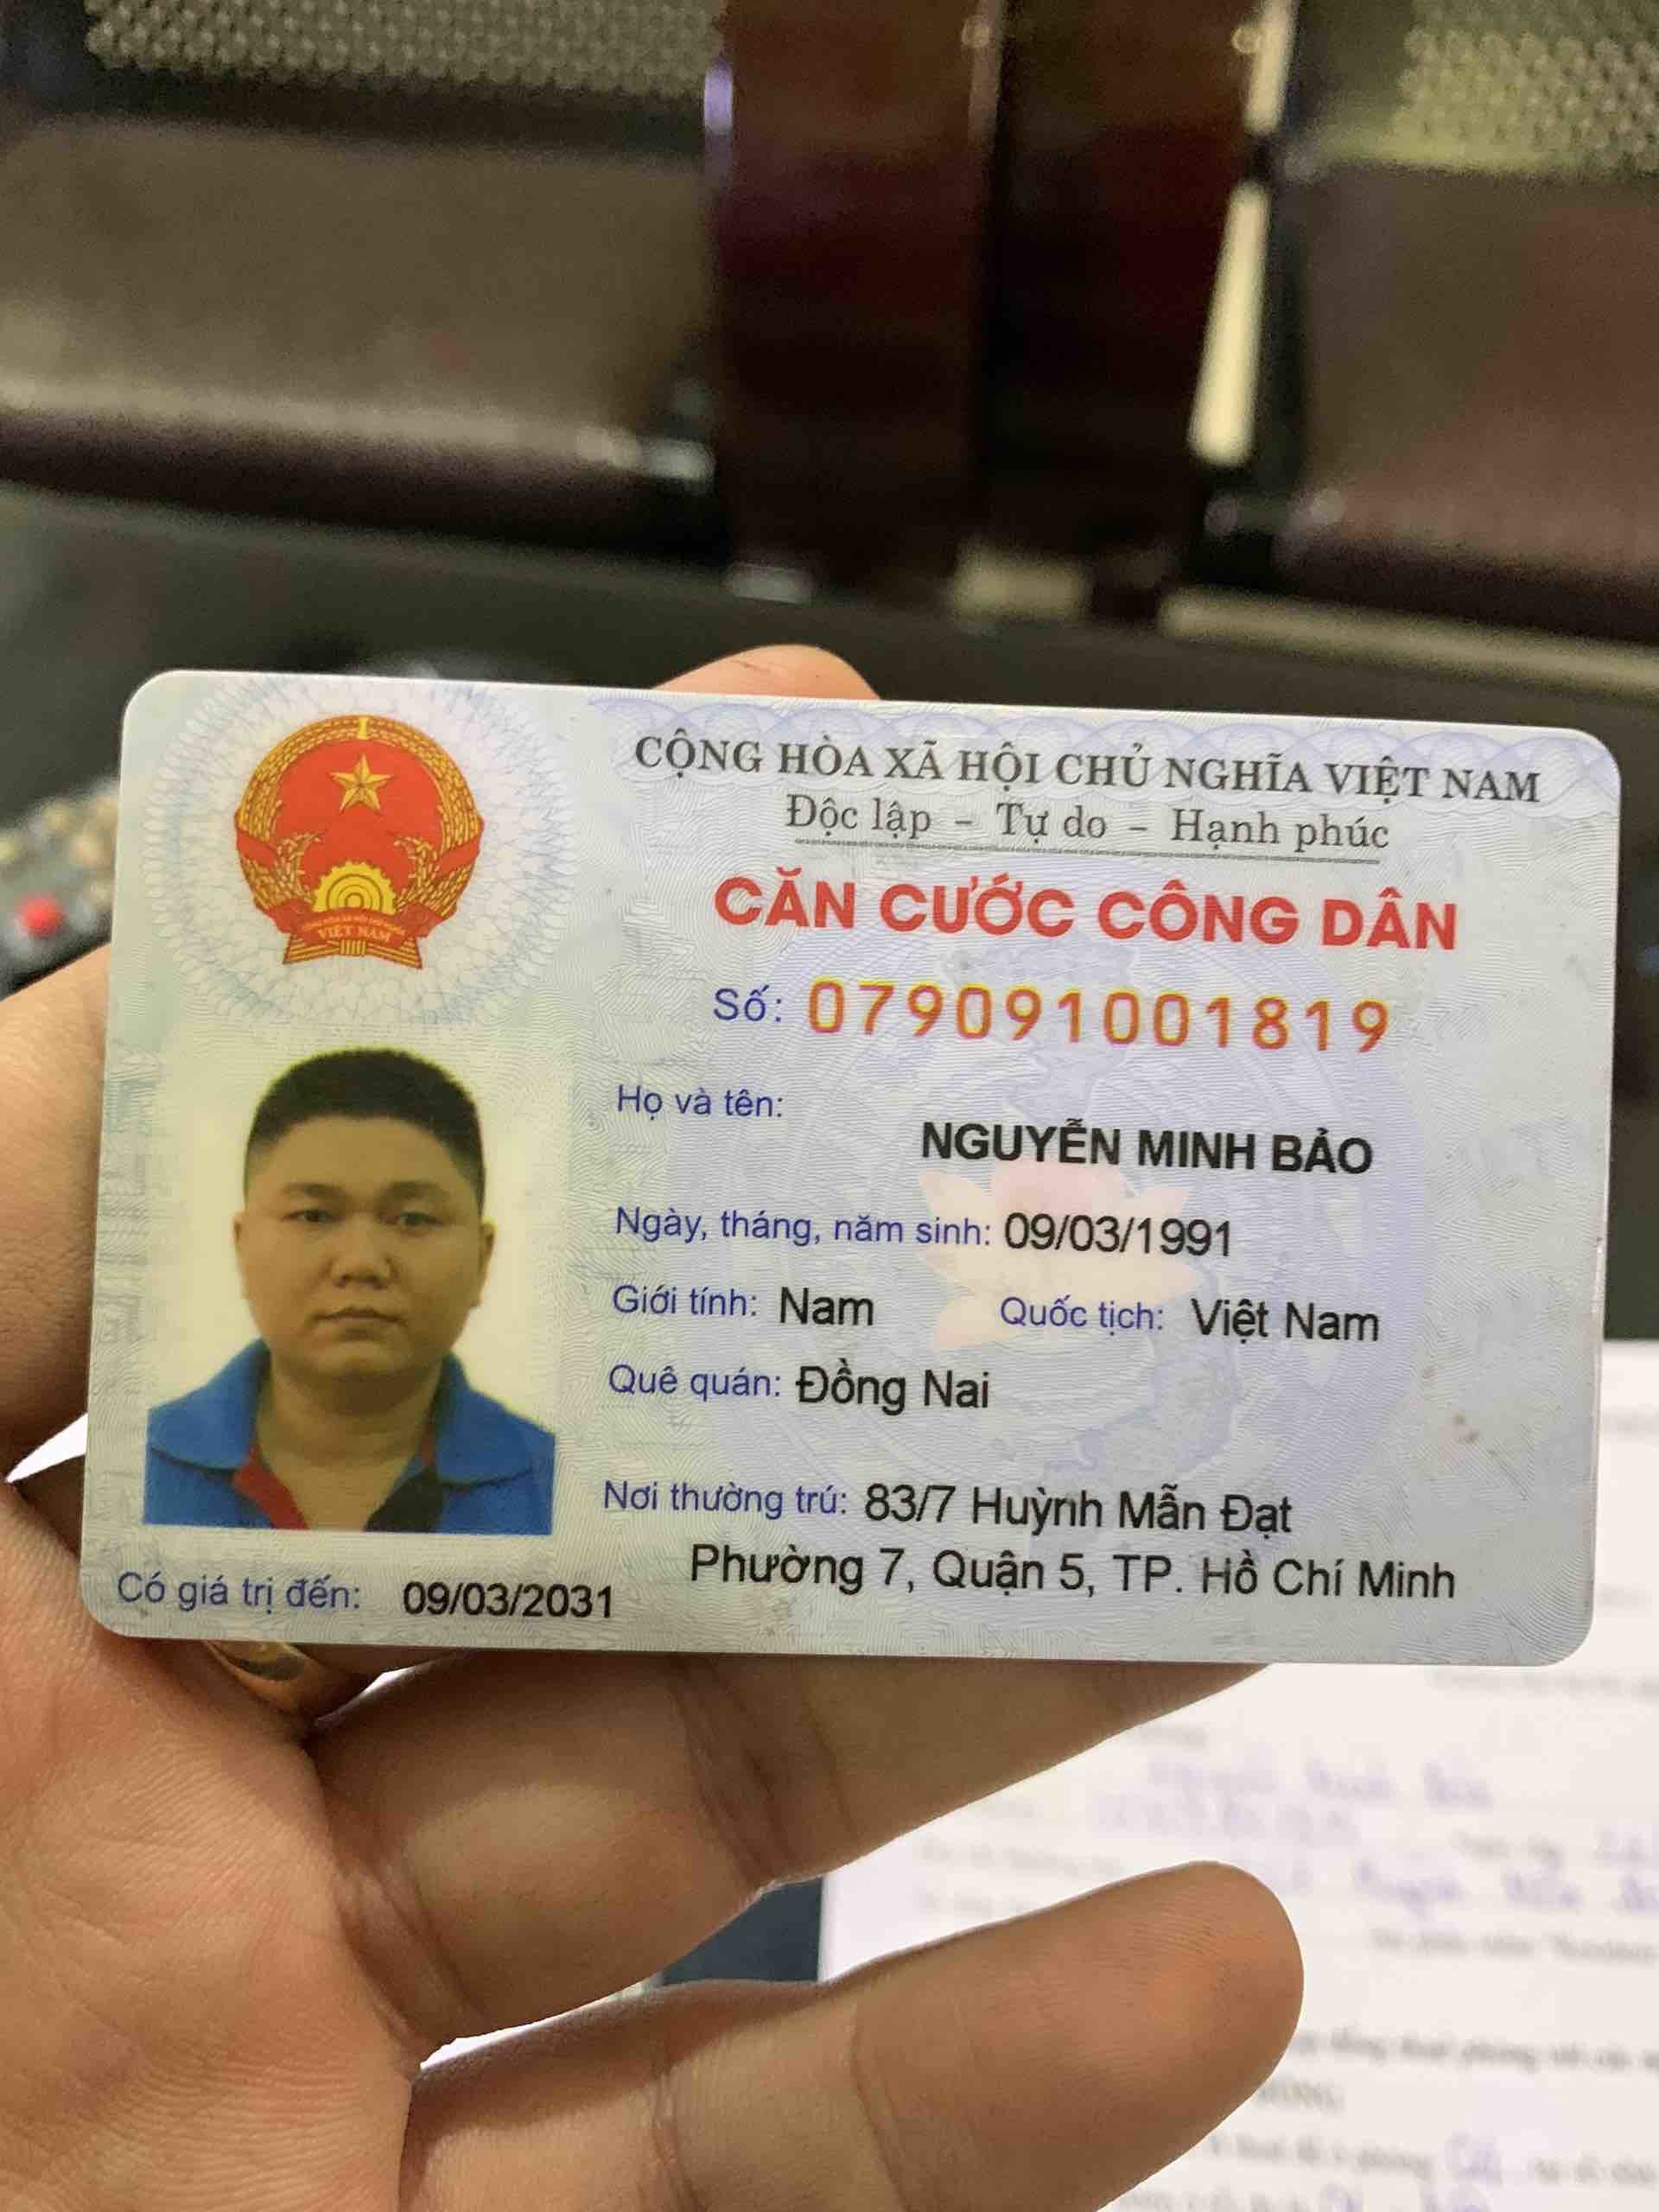 CỘNG HÒA XÃ HỘI CHỦ NGHĨA VIỆT NAM
Độc lập - Tự do - Hạnh phúc
CĂN CƯỚC CÔNG DÂN
Số: 079091001819
Họ và tên:
NGUYỄN MINH BẢO
Ngày, tháng, năm sinh: 09/03/1991
Giới tính: Nam Quốc tịch: Việt Nam
Quê quán: Đồng Nai
Nơi thường trú: 83/7 Huỳnh Mẫn Đạt
Phường 7, Quận 5, TP. Hồ Chí Minh
Có giá trị đến: 09/03/2031
VIỆT NAM